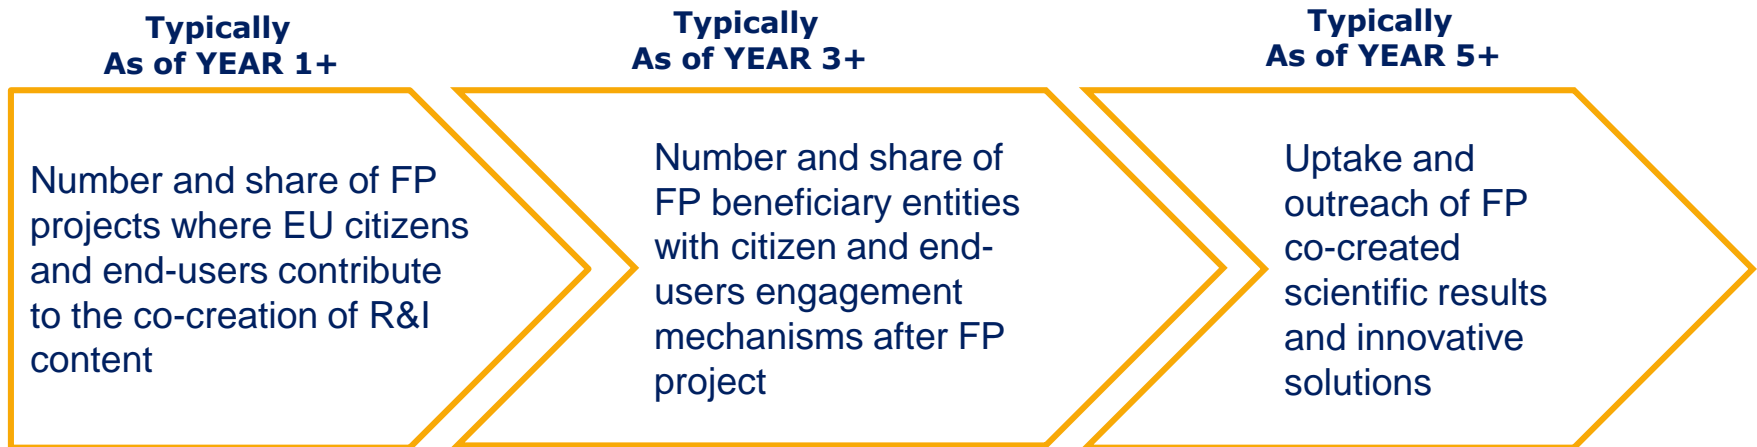 Typically
As of YEAR 1+
Number and share of FP
projects where EU citizens
and end-users contribute
to the co-creation of R&I
content
Typically
As of YEAR 3+
Number and share of
FP beneficiary entities
with citizen and end-
users engagement
mechanisms after FP
project
Typically
As of YEAR 5+
Uptake and
outreach of FP
co-created
scientific results
and innovative
solutions